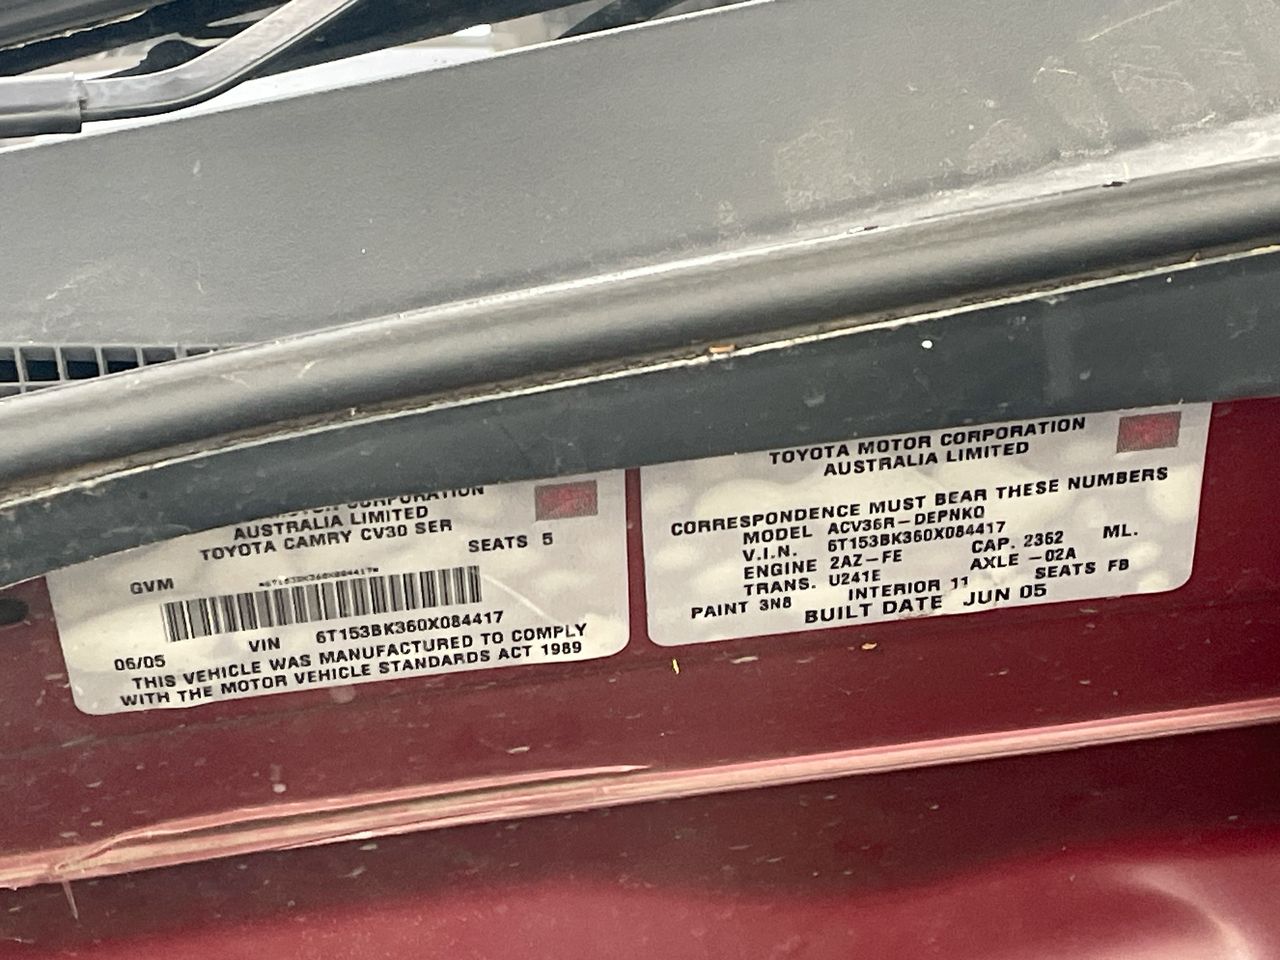 CORPORATION
AUSTRALIA LIMITED
TOYOTA CAMRY CV30 SER
SEATS 5
GVM
*6T153BK360X084417*
VIN 6T153BK360X084417
06/05
THIS VEHICLE WAS MANUFACTURED TO COMPLY
WITH THE MOTOR VEHICLE STANDARDS ACT 1989
TOYOTA MOTOR CORPORATION
AUSTRALIA LIMITED
CORRESPONDENCE MUST BEAR THESE NUMBERS
MODEL ACV36R-DEPNKQ
V.I.N. 6T153BK360X084417
ENGINE 2AZ-FE CAP. 2362 ML.
TRANS. U241E AXLE -02A
PAINT 3N8 INTERIOR 11 SEATS FB
BUILT DATE JUN 05